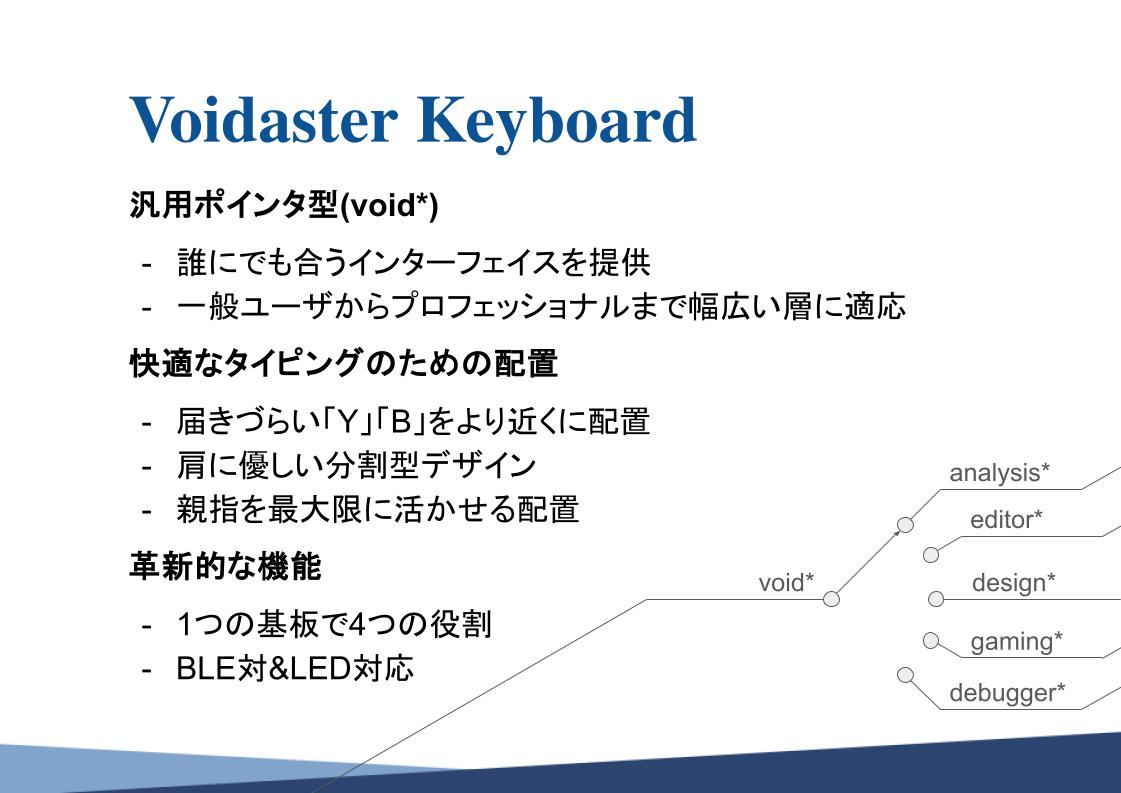 Voidaster Keyboard
汎用ポインタ型(void*)
- 誰にでも合うインターフェイスを提供
- 一般ユーザからプロフェッショナルまで幅広い層に適応
快適なタイピングのための配置
- 届きづらい「Y」「B」をより近くに配置
- 肩に優しい分割型デザイン
- 親指を最大限に活かせる配置
革新的な機能
- 1つの基板で4つの役割
- BLE対&LED対応
void*
analysis*
editor*
design*
gaming*
debugger*